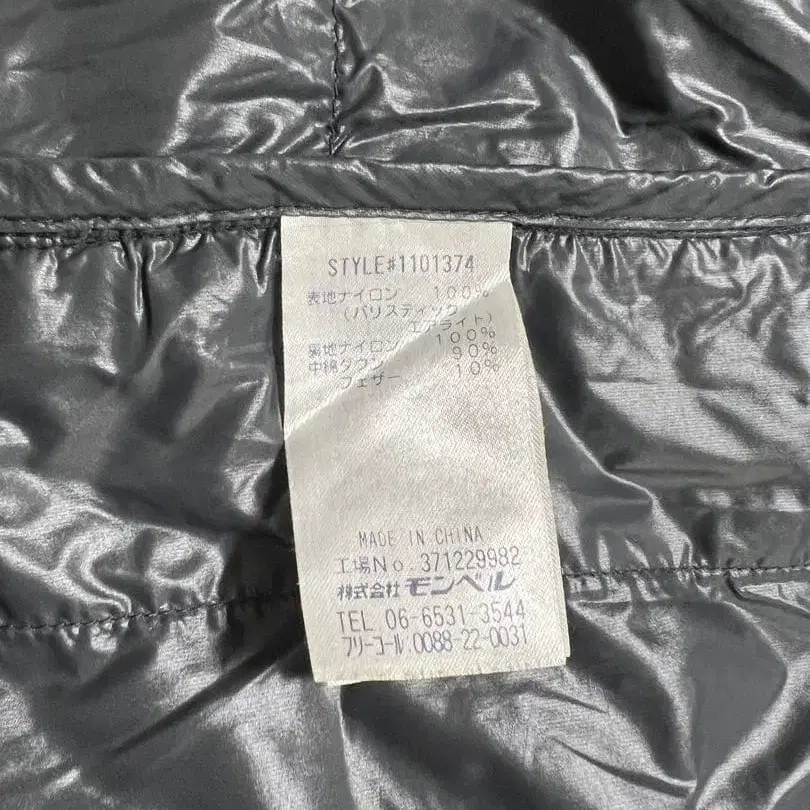 STYLE#1101374
表地ナイロン 100%
(バリスティック
エアライト)
裏地ナイロン 100%
中綿ダウン 90%
フェザー 10%
MADE IN CHINA
工場No. 371229982
株式会社 モンベル
TEL 06-6531-3544
フリーコール.0088-22-0031